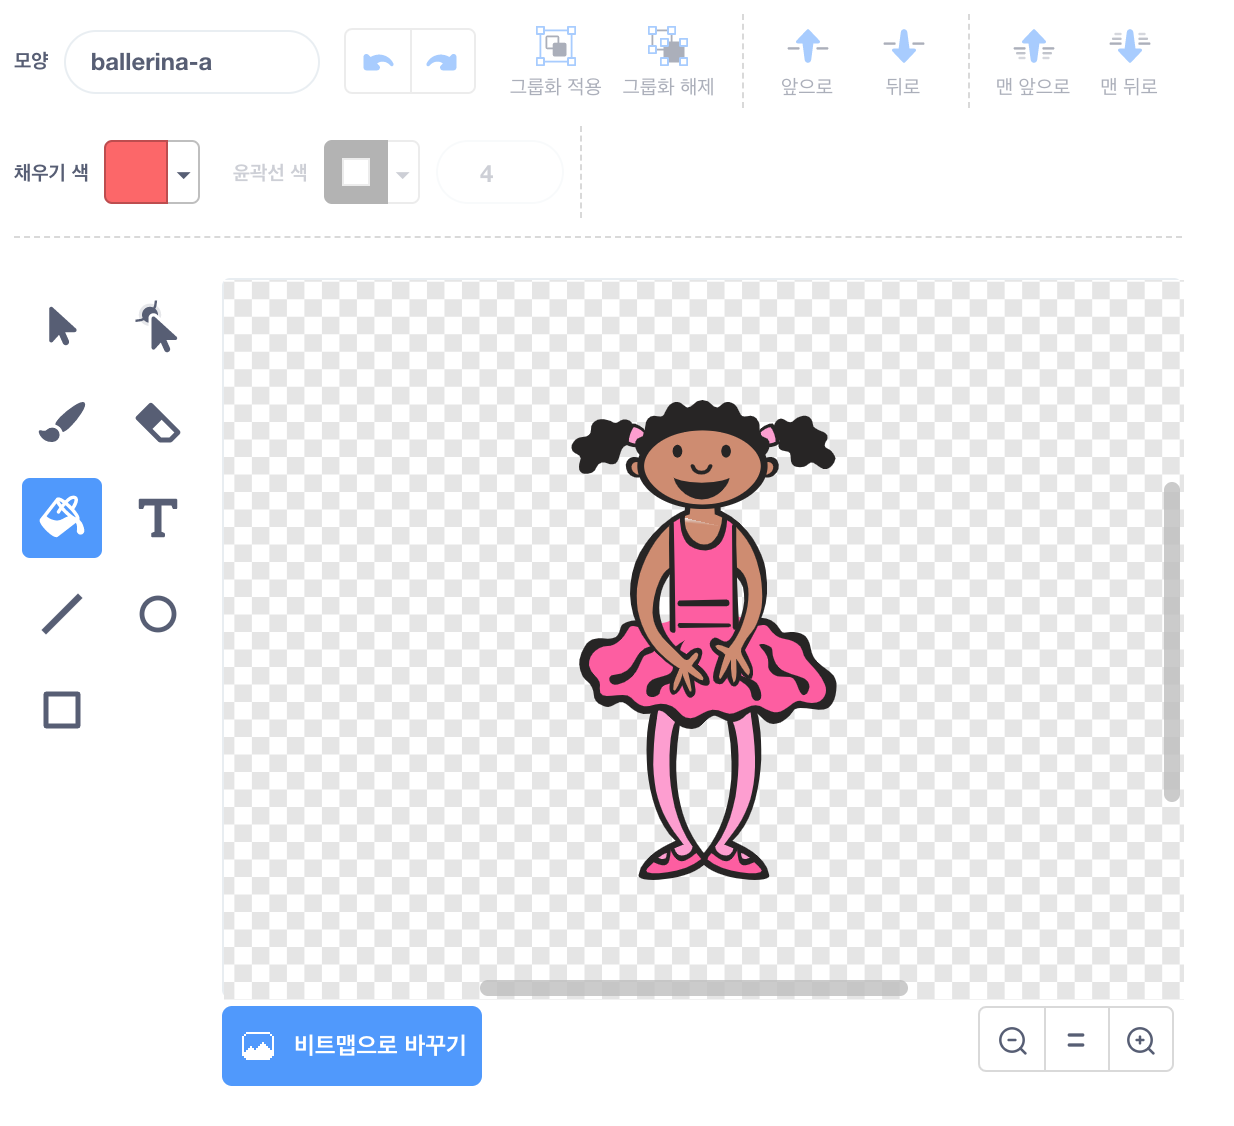 모양 ballerina-a
그룹화 적용 그룹화 해제 앞으로 뒤로 맨 앞으로 맨 뒤로
채우기 색 윤곽선 색 4
비트맵으로 바꾸기